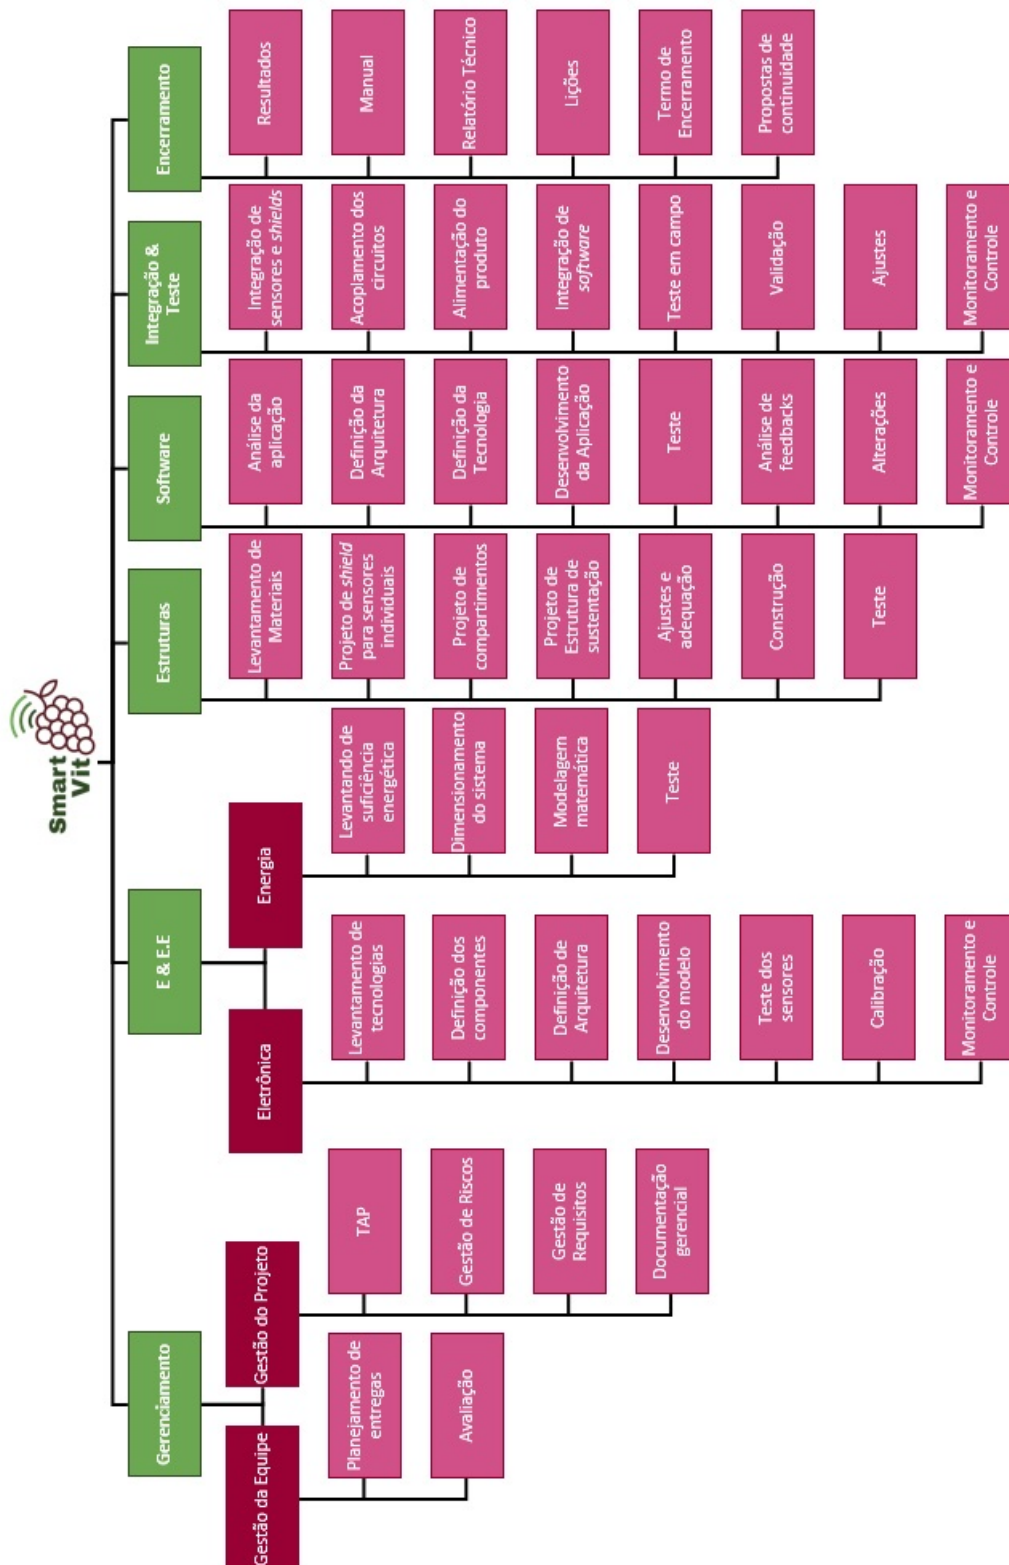 Smart
Vit
Gerenciamento
Gestão da Equipe
Planejamento de
entregas
Avaliação
Gestão do Projeto
TAP
Gestão de Riscos
Gestão de
Requisitos
Documentação
gerencial
E & E.E
Eletrônica
Levantamento de
tecnologias
Definição dos
componentes
Definição de
Arquitetura
Desenvolvimento
do modelo
Teste dos
sensores
Calibração
Monitoramento e
Controle
Energia
Levantando de
suficiência
energética
Dimensionamento
do sistema
Modelagem
matemática
Teste
Estruturas
Levantamento de
Materiais
Projeto de shield
para sensores
individuais
Projeto de
compartimentos
Projeto de
Estrutura de
sustentação
Ajustes e
adequação
Construção
Teste
Software
Análise da
aplicação
Definição da
Arquitetura
Definição da
Tecnologia
Desenvolvimento
da Aplicação
Teste
Análise de
feedbacks
Alterações
Monitoramento e
Controle
Integração &
Teste
Integração de
sensores e shields
Acoplamento dos
circuitos
Alimentação do
produto
Integração de
software
Teste em campo
Validação
Ajustes
Monitoramento e
Controle
Encerramento
Resultados
Manual
Relatório Técnico
Lições
Termo de
Encerramento
Propostas de
continuidade